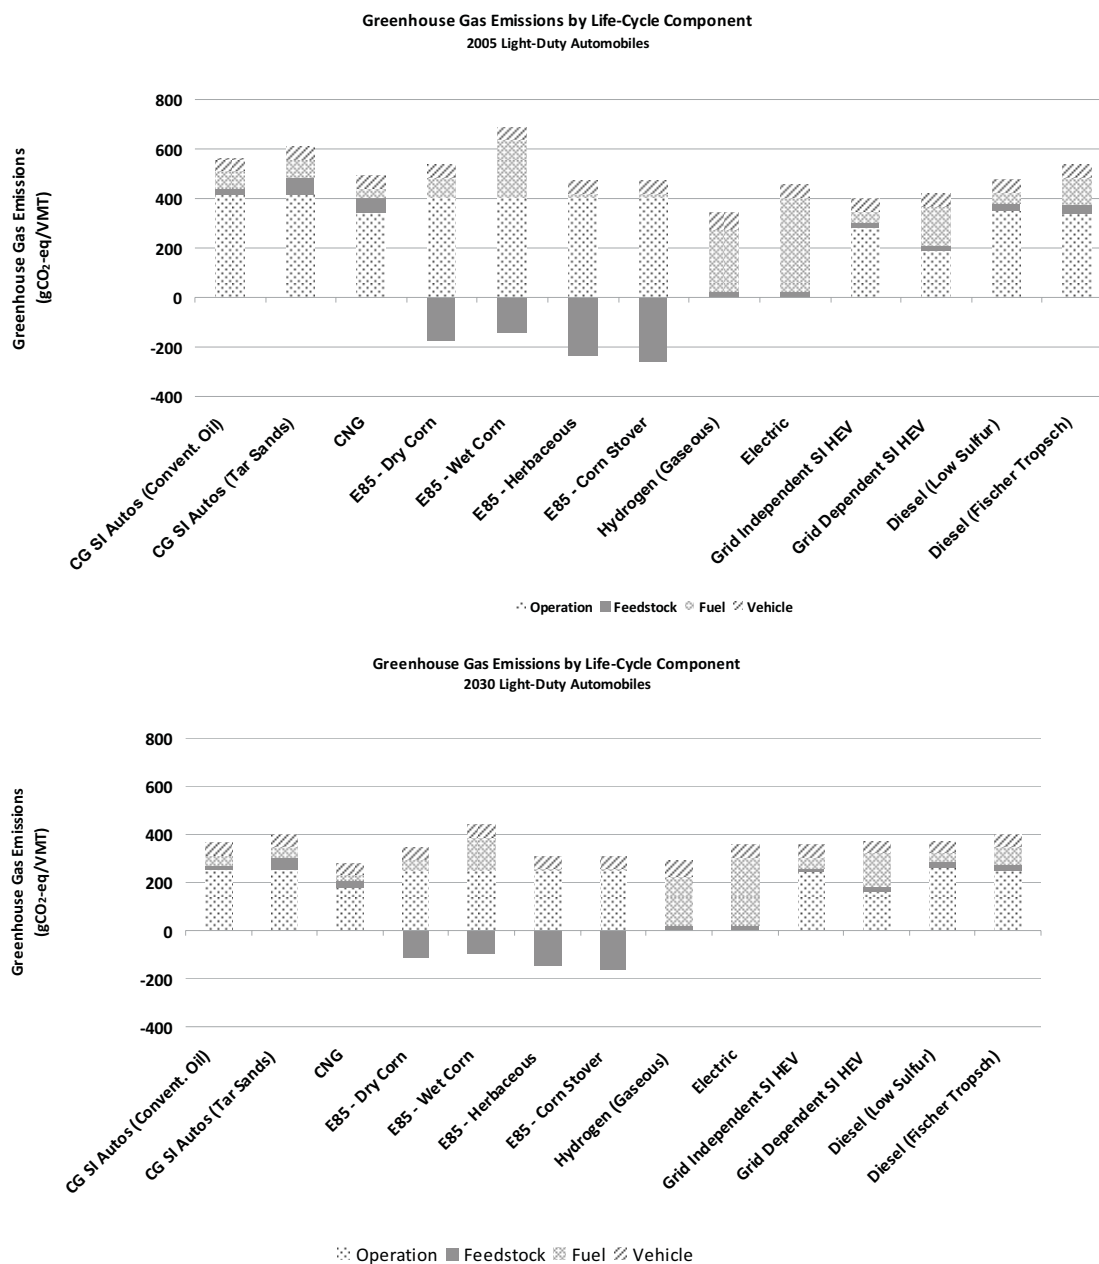 Greenhouse Gas Emissions by Life-Cycle Component
2005 Light-Duty Automobiles
Greenhouse Gas Emissions
(gCO₂-eq/VMT)
800
600
400
200
0
-200
-400
CG SI Autos (Convent. Oil)
CG SI Autos (Tar Sands)
CNG
E85 - Dry Corn
E85 - Wet Corn
E85 - Herbaceous
E85 - Corn Stover
Hydrogen (Gaseous)
Electric
Grid Independent SI HEV
Grid Dependent SI HEV
Diesel (Low Sulfur)
Diesel (Fischer Tropsch)
Operation Feedstock Fuel Vehicle
Greenhouse Gas Emissions by Life-Cycle Component
2030 Light-Duty Automobiles
Greenhouse Gas Emissions
(gCO₂-eq/VMT)
800
600
400
200
0
-200
-400
CG SI Autos (Convent. Oil)
CG SI Autos (Tar Sands)
CNG
E85 - Dry Corn
E85 - Wet Corn
E85 - Herbaceous
E85 - Corn Stover
Hydrogen (Gaseous)
Electric
Grid Independent SI HEV
Grid Dependent SI HEV
Diesel (Low Sulfur)
Diesel (Fischer Tropsch)
Operation Feedstock Fuel Vehicle